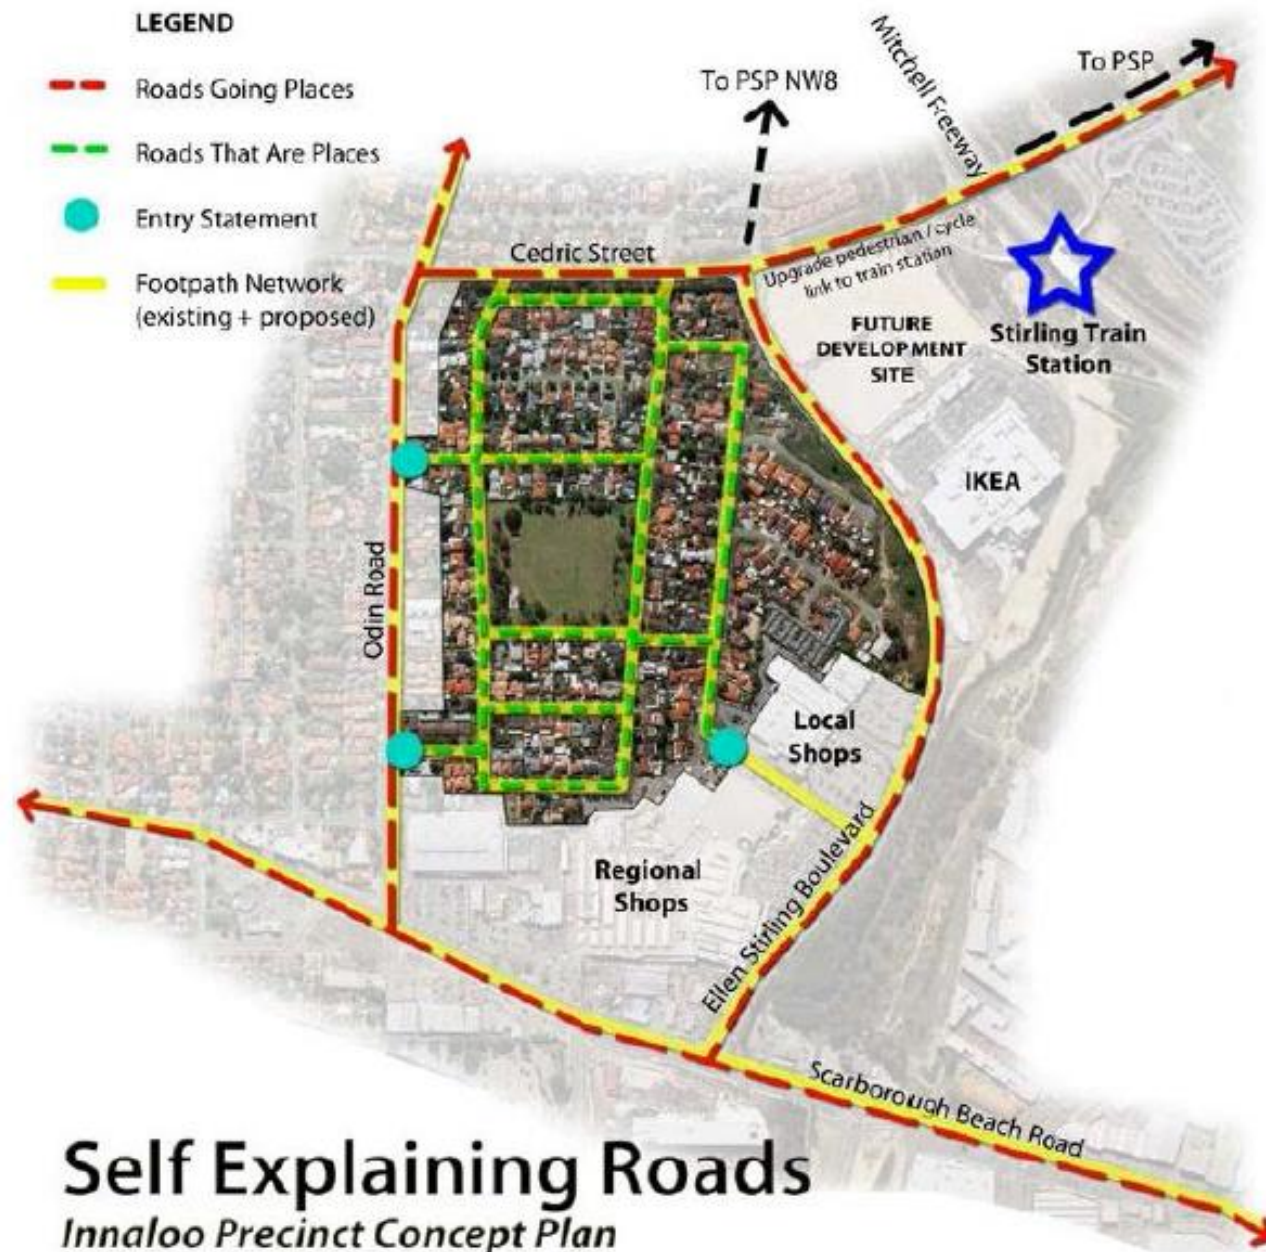 LEGEND
Roads Going Places
Roads That Are Places
Entry Statement
Footpath Network
(existing + proposed)
To PSP NW8
Mitchell Freeway
To PSP
Cedric Street
Upgrade pedestrian / cycle
link to train station
FUTURE
DEVELOPMENT
SITE
Stirling Train
Station
IKEA
Odin Road
Local
Shops
Regional
Shops
Ellen Stirling Boulevard
Scarborough Beach Road
Self Explaining Roads
Innaloo Precinct Concept Plan